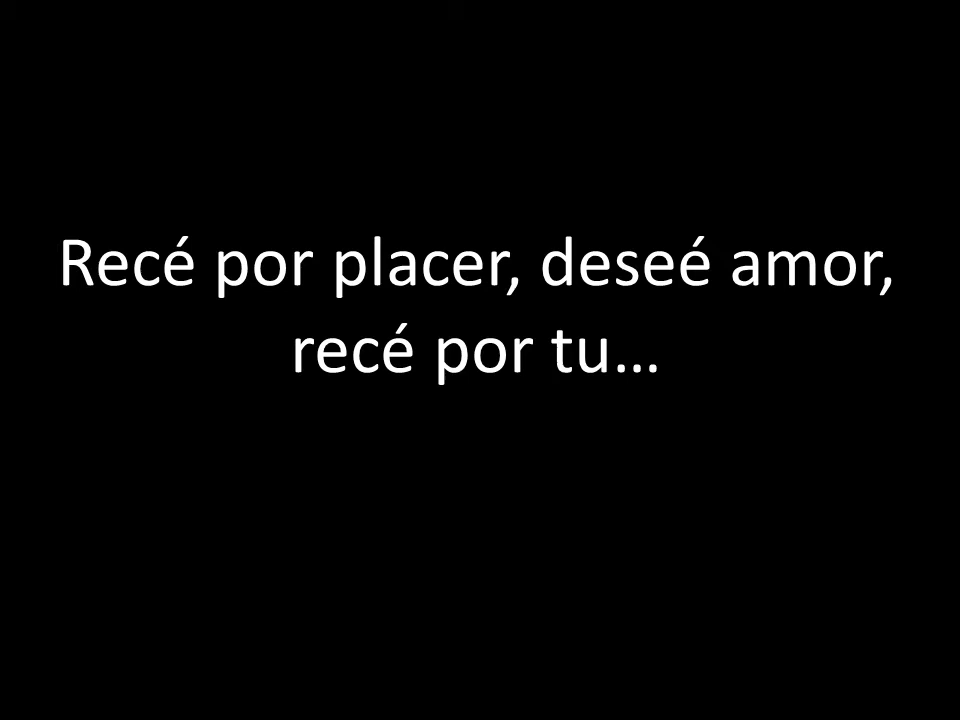 Recé por placer, deseé amor,
recé por tu...